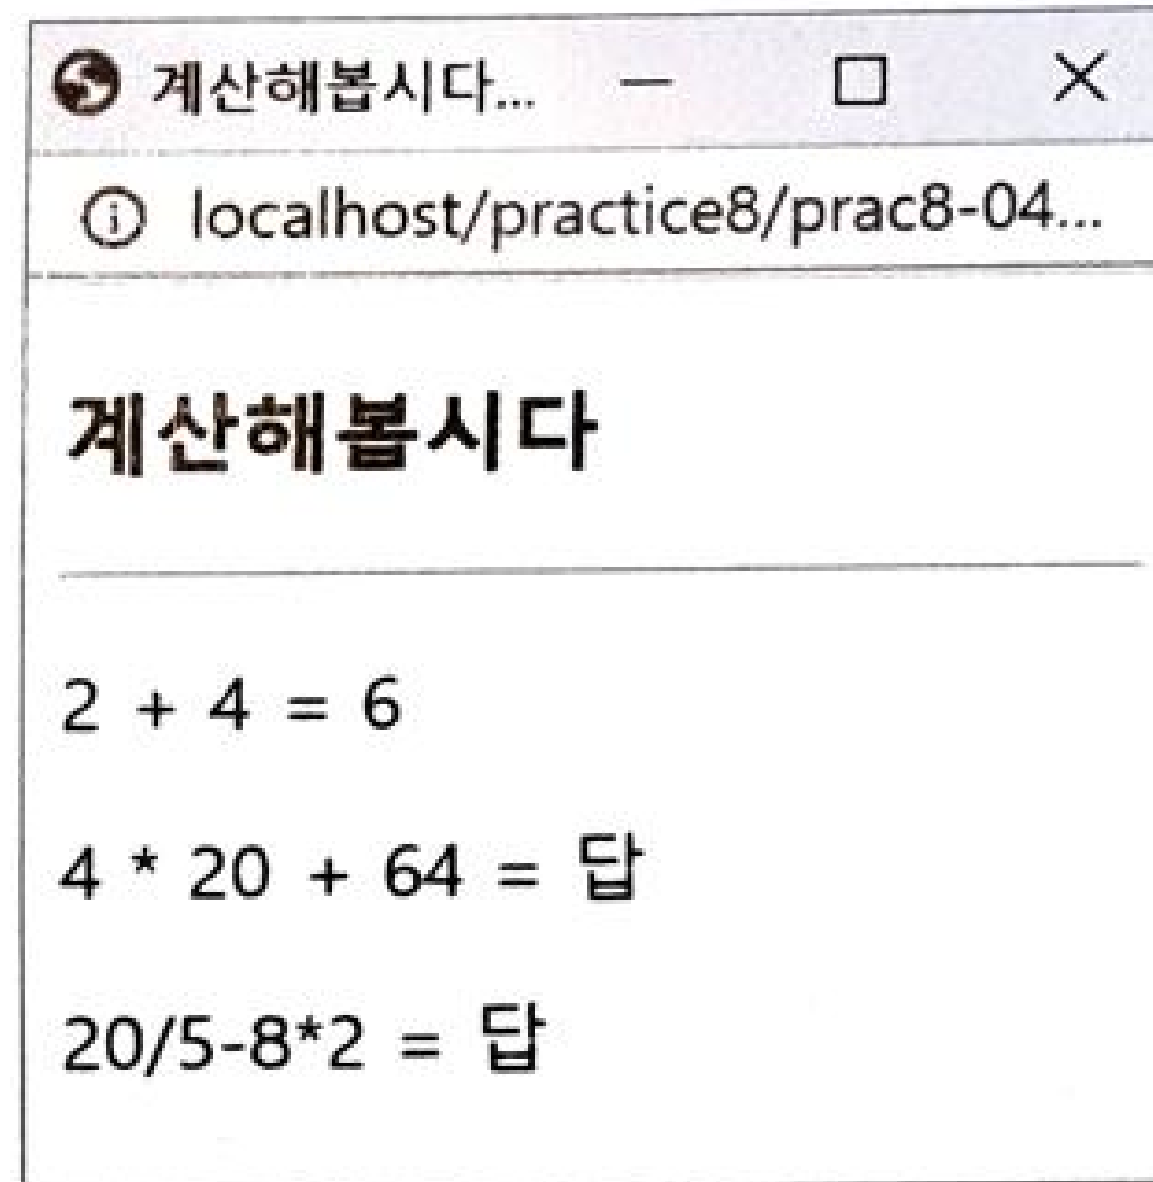 계산해봅시다...
localhost/practice8/prac8-04...
계산해봅시다
2 + 4 = 6
4 * 20 + 64 = 답
20/5-8*2 = 답